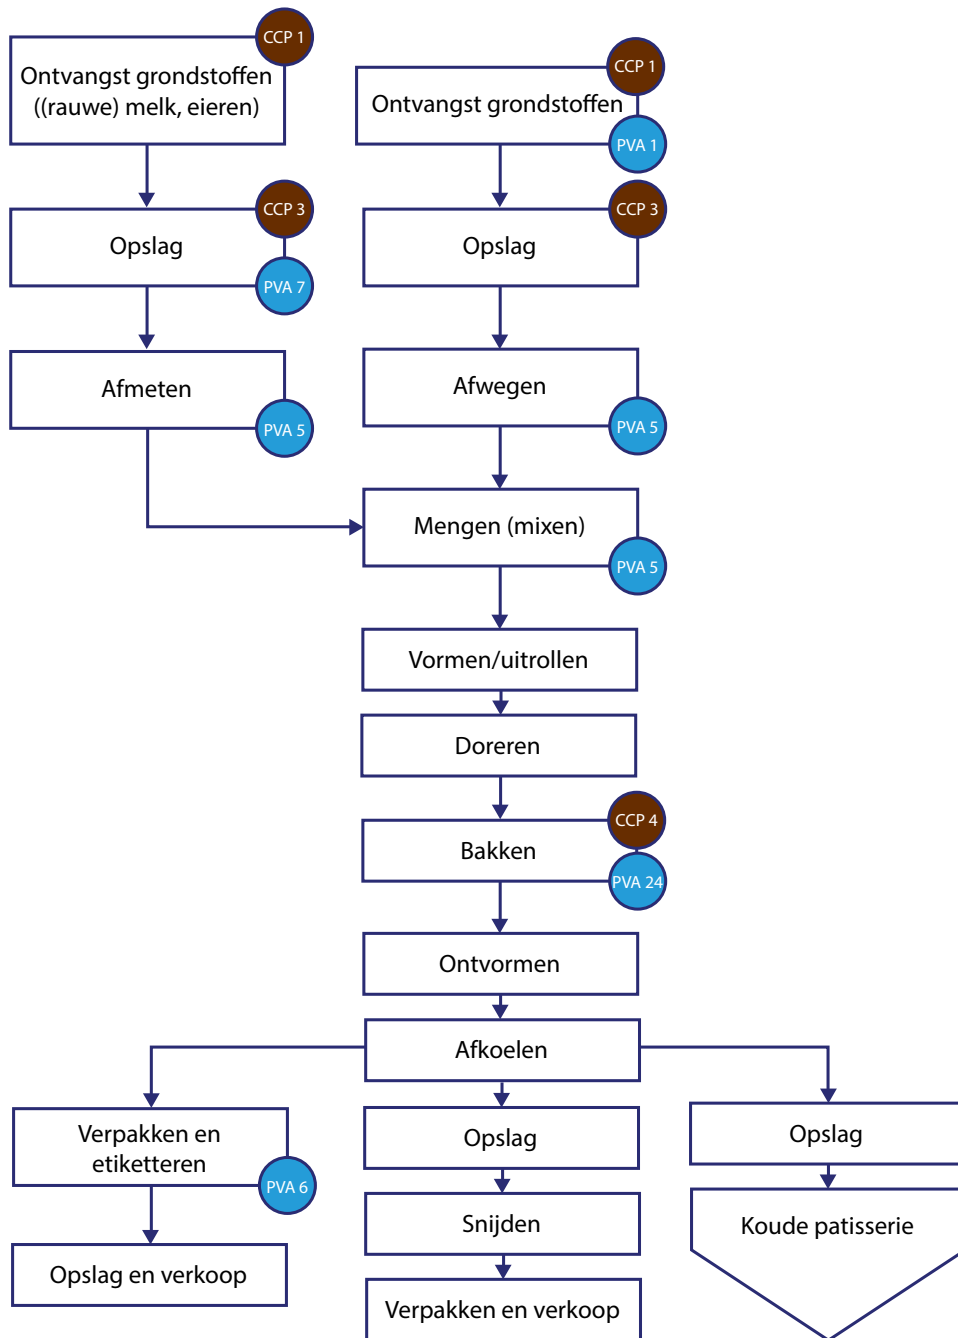 CCP 1
Ontvangst grondstoffen
((rauwe) melk, eieren)
CCP 1
Ontvangst grondstoffen
PVA 1
CCP 3
Opslag
PVA 7
CCP 3
Opslag
Afmeten
PVA 5
Afwegen
PVA 5
Mengen (mixen)
PVA 5
Vormen/uitrollen
Doreren
CCP 4
Bakken
PVA 24
Ontvormen
Afkoelen
Verpakken en
etiketteren
PVA 6
Opslag en verkoop
Opslag
Snijden
Verpakken en verkoop
Opslag
Koude patisserie